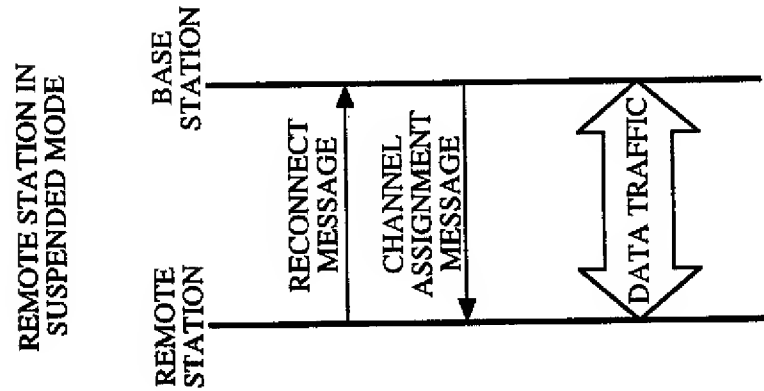 REMOTE STATION IN
SUSPENDED MODE
REMOTE
STATION
BASE
STATION
RECONNECT
MESSAGE
CHANNEL
ASSIGNMENT
MESSAGE
DATA TRAFFIC